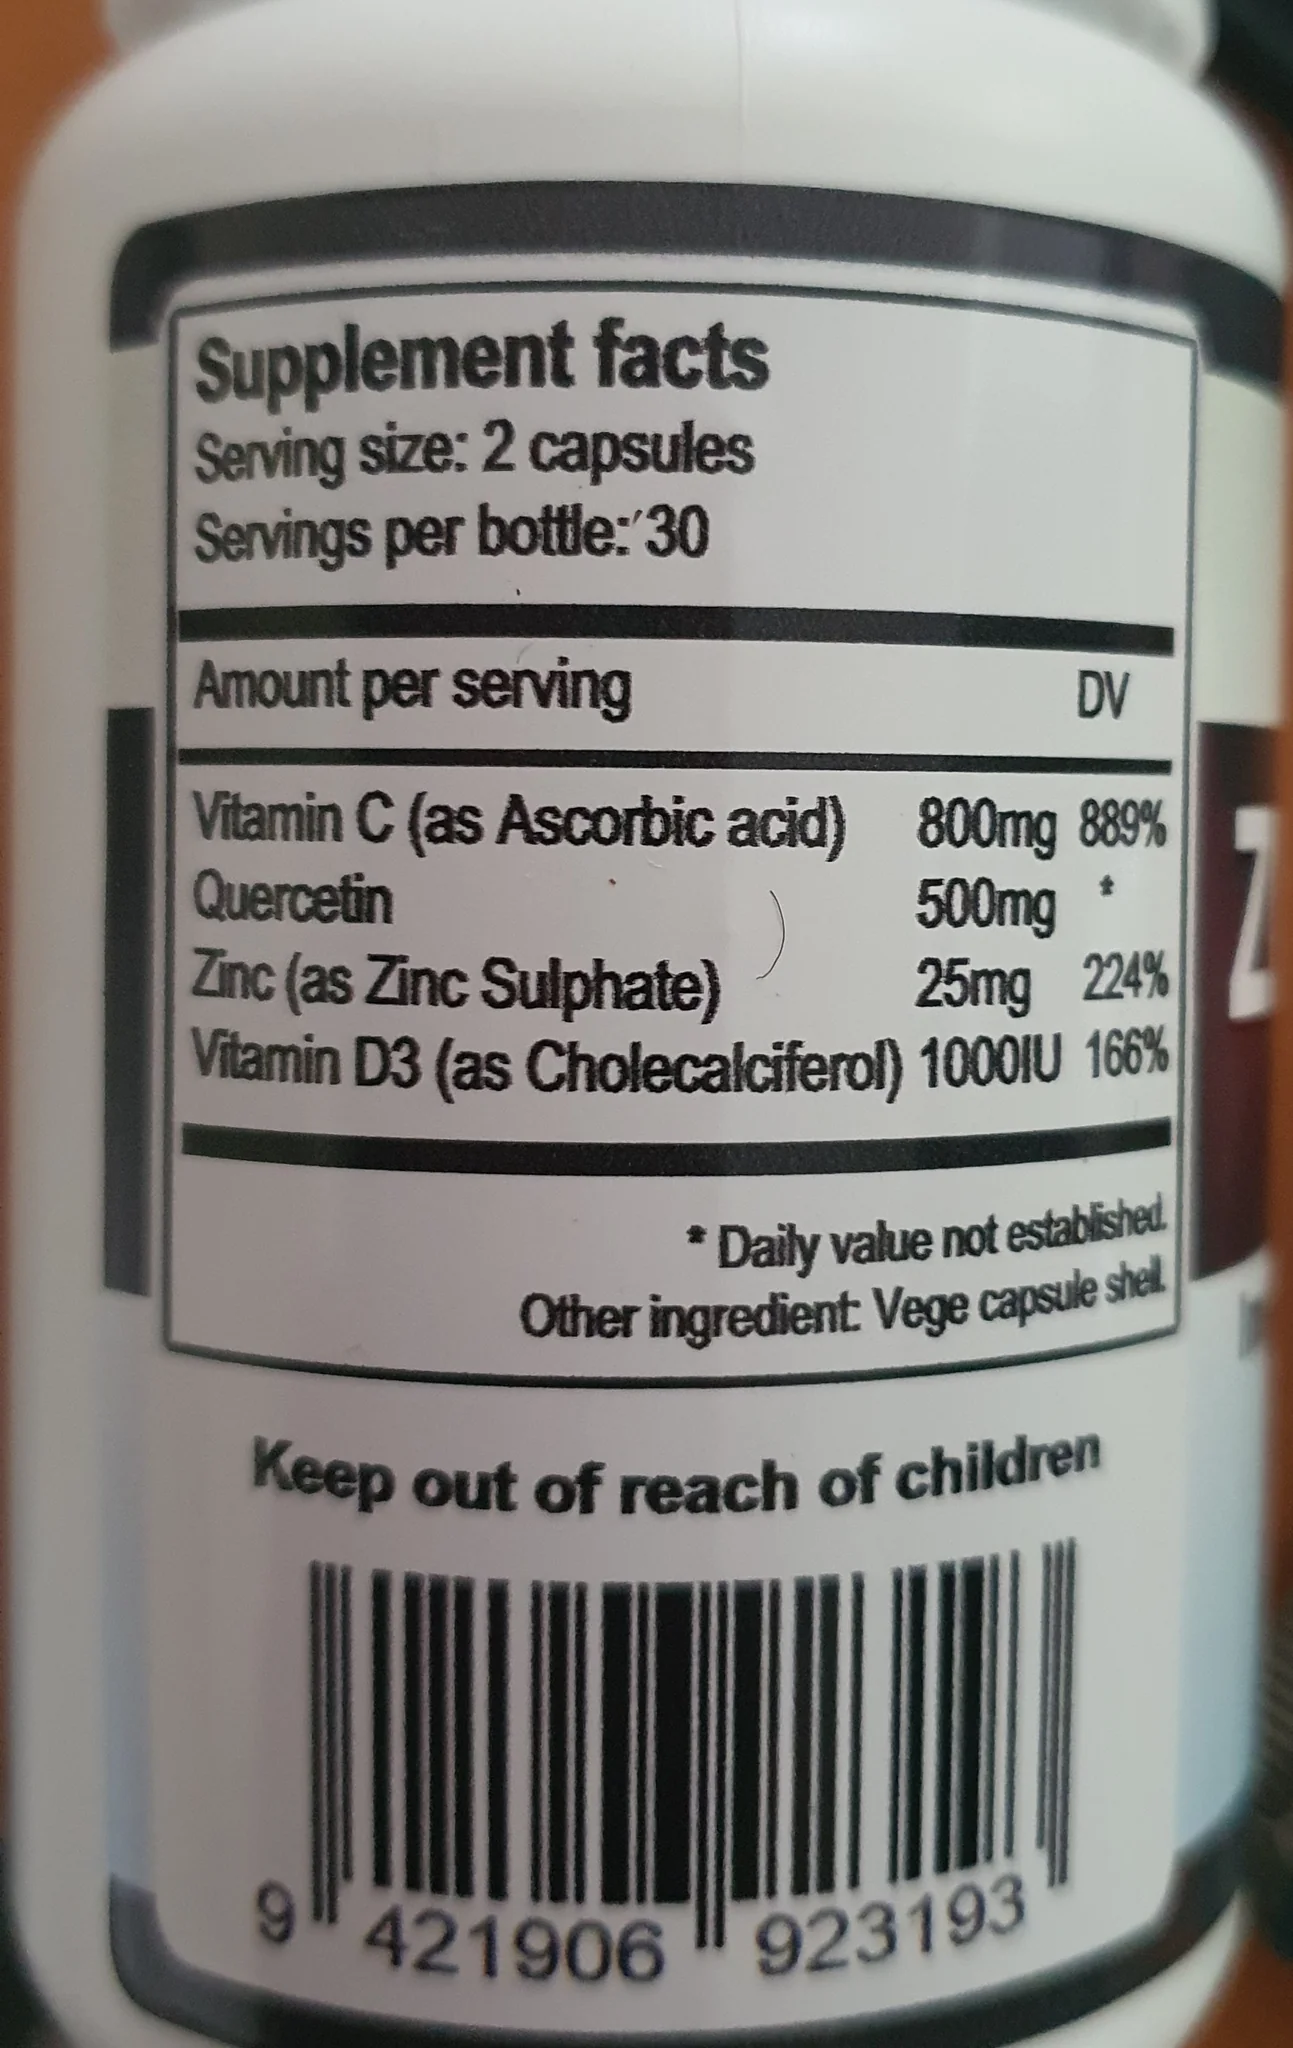 Supplement facts
Serving size: 2 capsules
Servings per bottle: 30
Amount per serving DV
Vitamin C (as Ascorbic acid) 800mg 889%
Quercetin 500mg *
Zinc (as Zinc Sulphate) 25mg 224%
Vitamin D3 (as Cholecalciferol) 1000IU 166%
* Daily value not established.
Other ingredient: Vege capsule shell.
Keep out of reach of children
9 421906 923193
Z